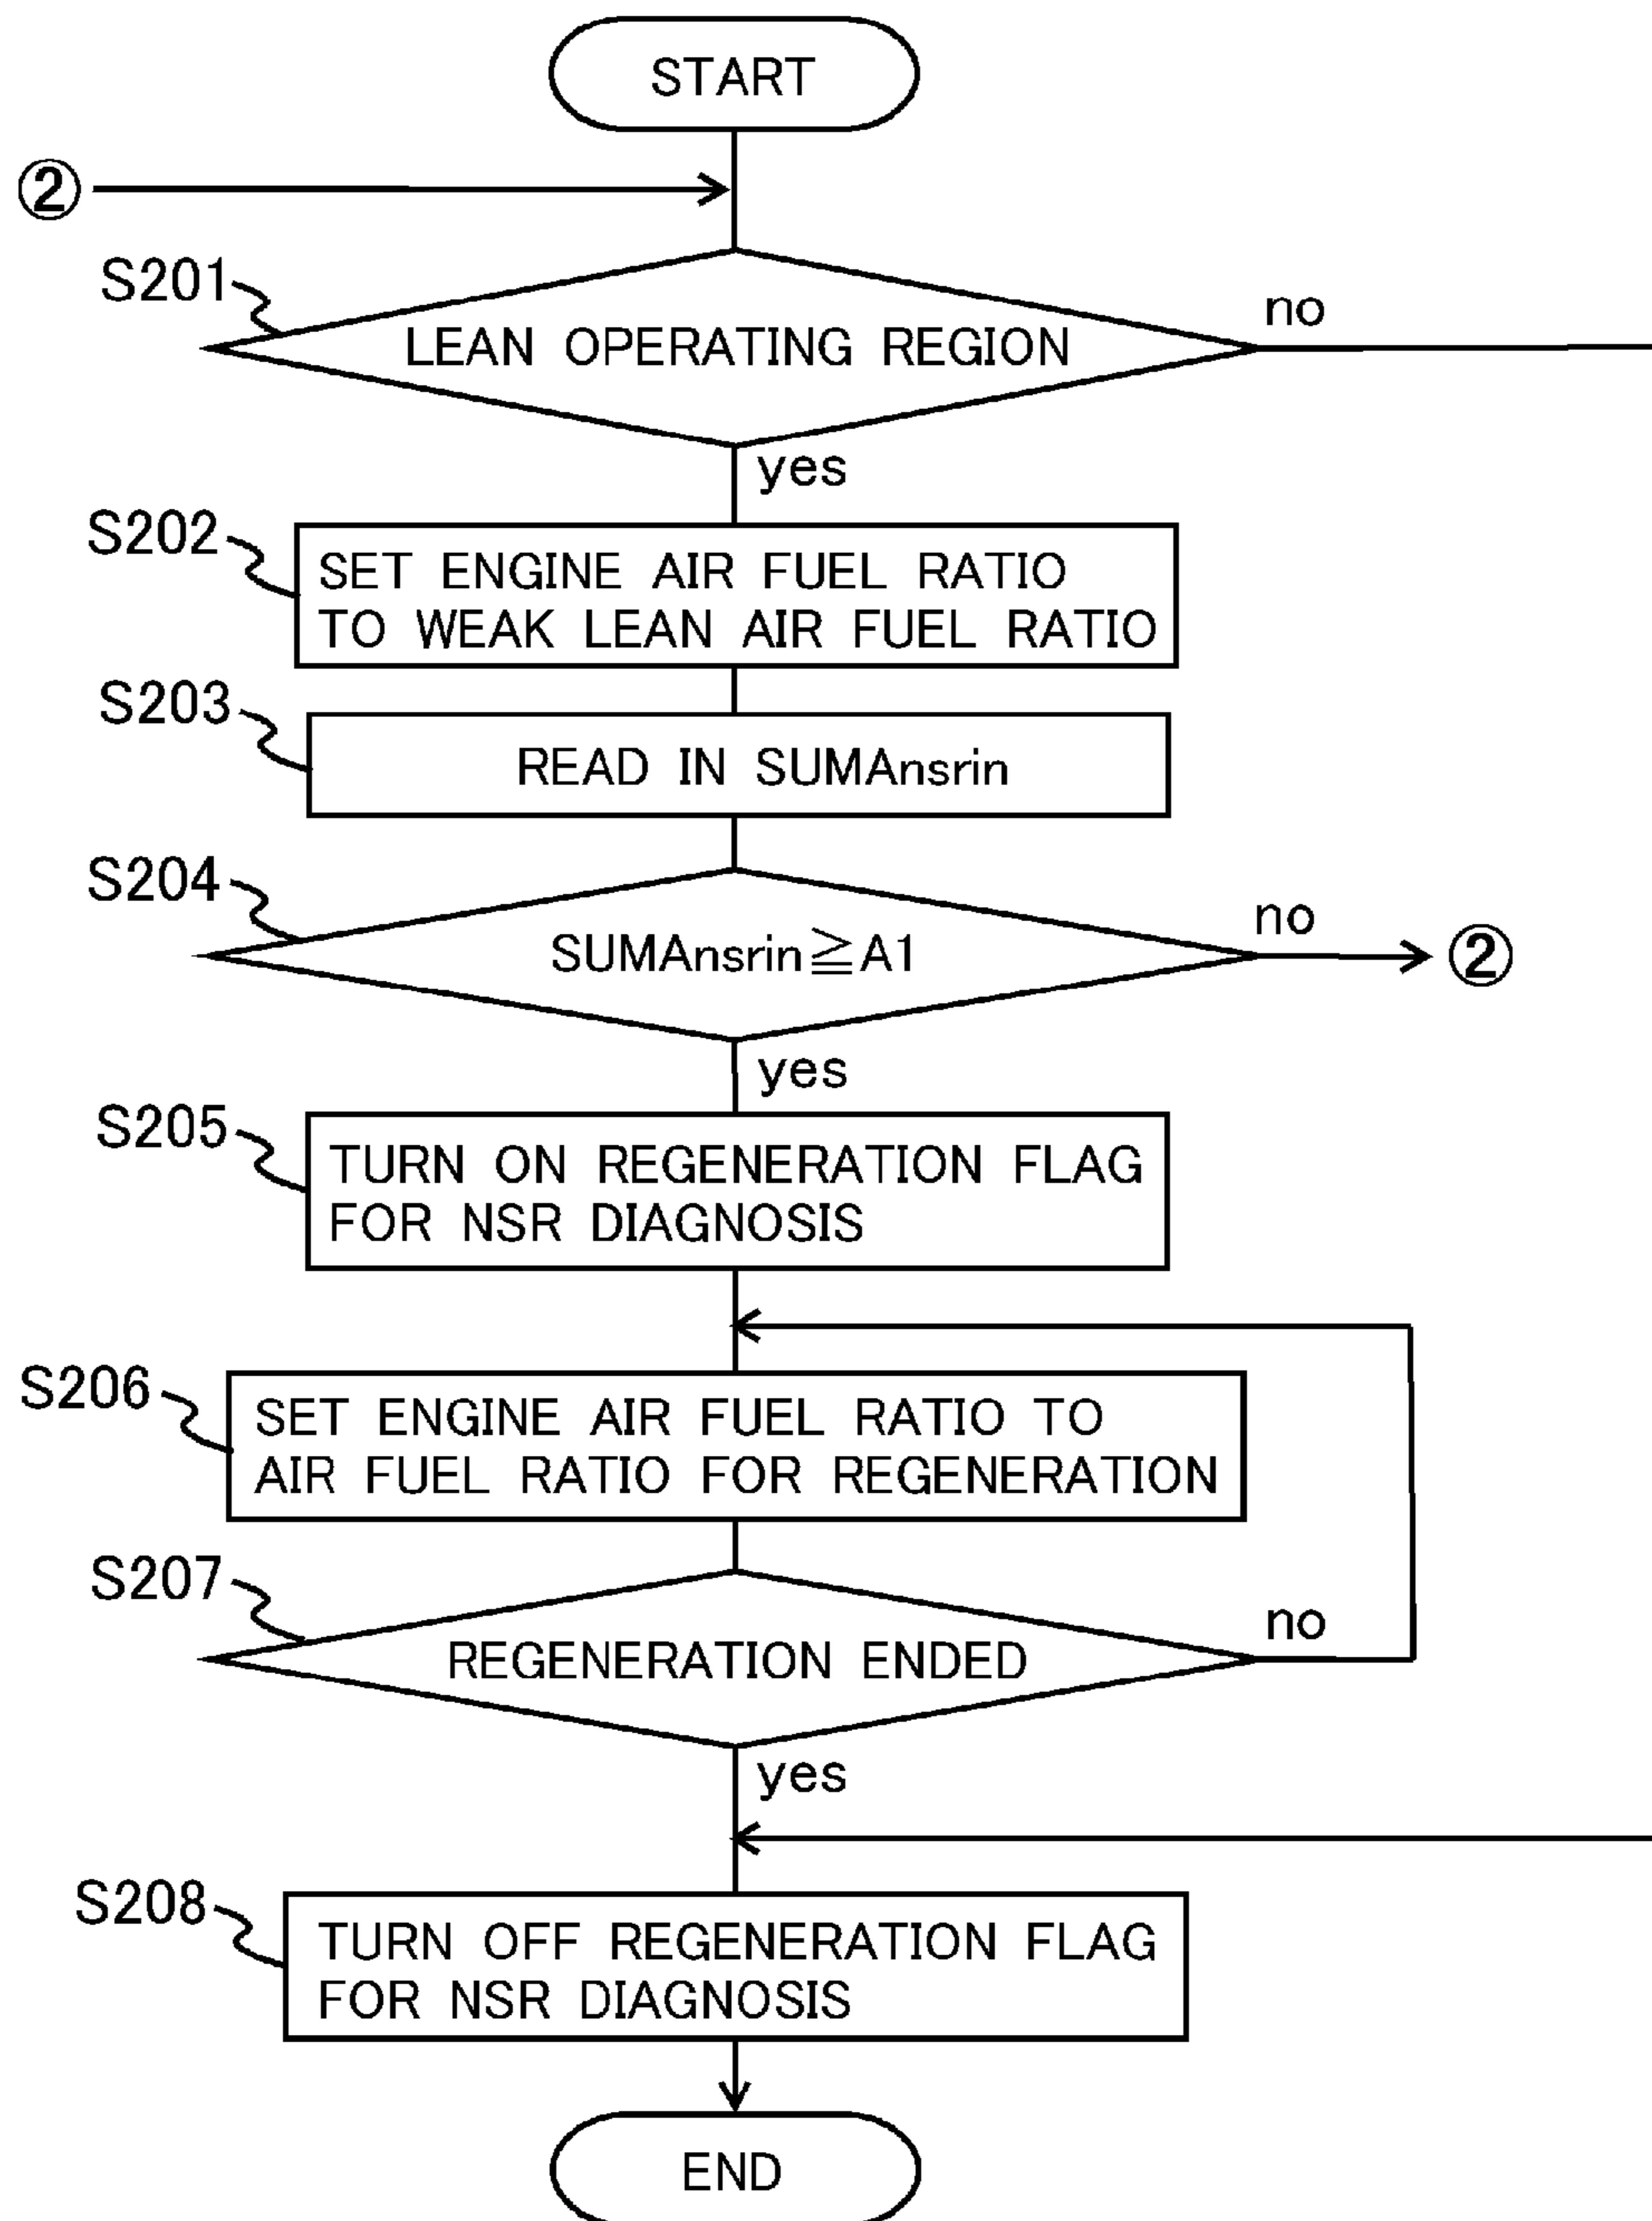 START
②
S201
LEAN OPERATING REGION
no
yes
S202
SET ENGINE AIR FUEL RATIO
TO WEAK LEAN AIR FUEL RATIO
S203
READ IN SUMAnsrin
S204
SUMAnsrin≧A1
no
②
yes
S205
TURN ON REGENERATION FLAG
FOR NSR DIAGNOSIS
S206
SET ENGINE AIR FUEL RATIO TO
AIR FUEL RATIO FOR REGENERATION
S207
REGENERATION ENDED
no
yes
S208
TURN OFF REGENERATION FLAG
FOR NSR DIAGNOSIS
END